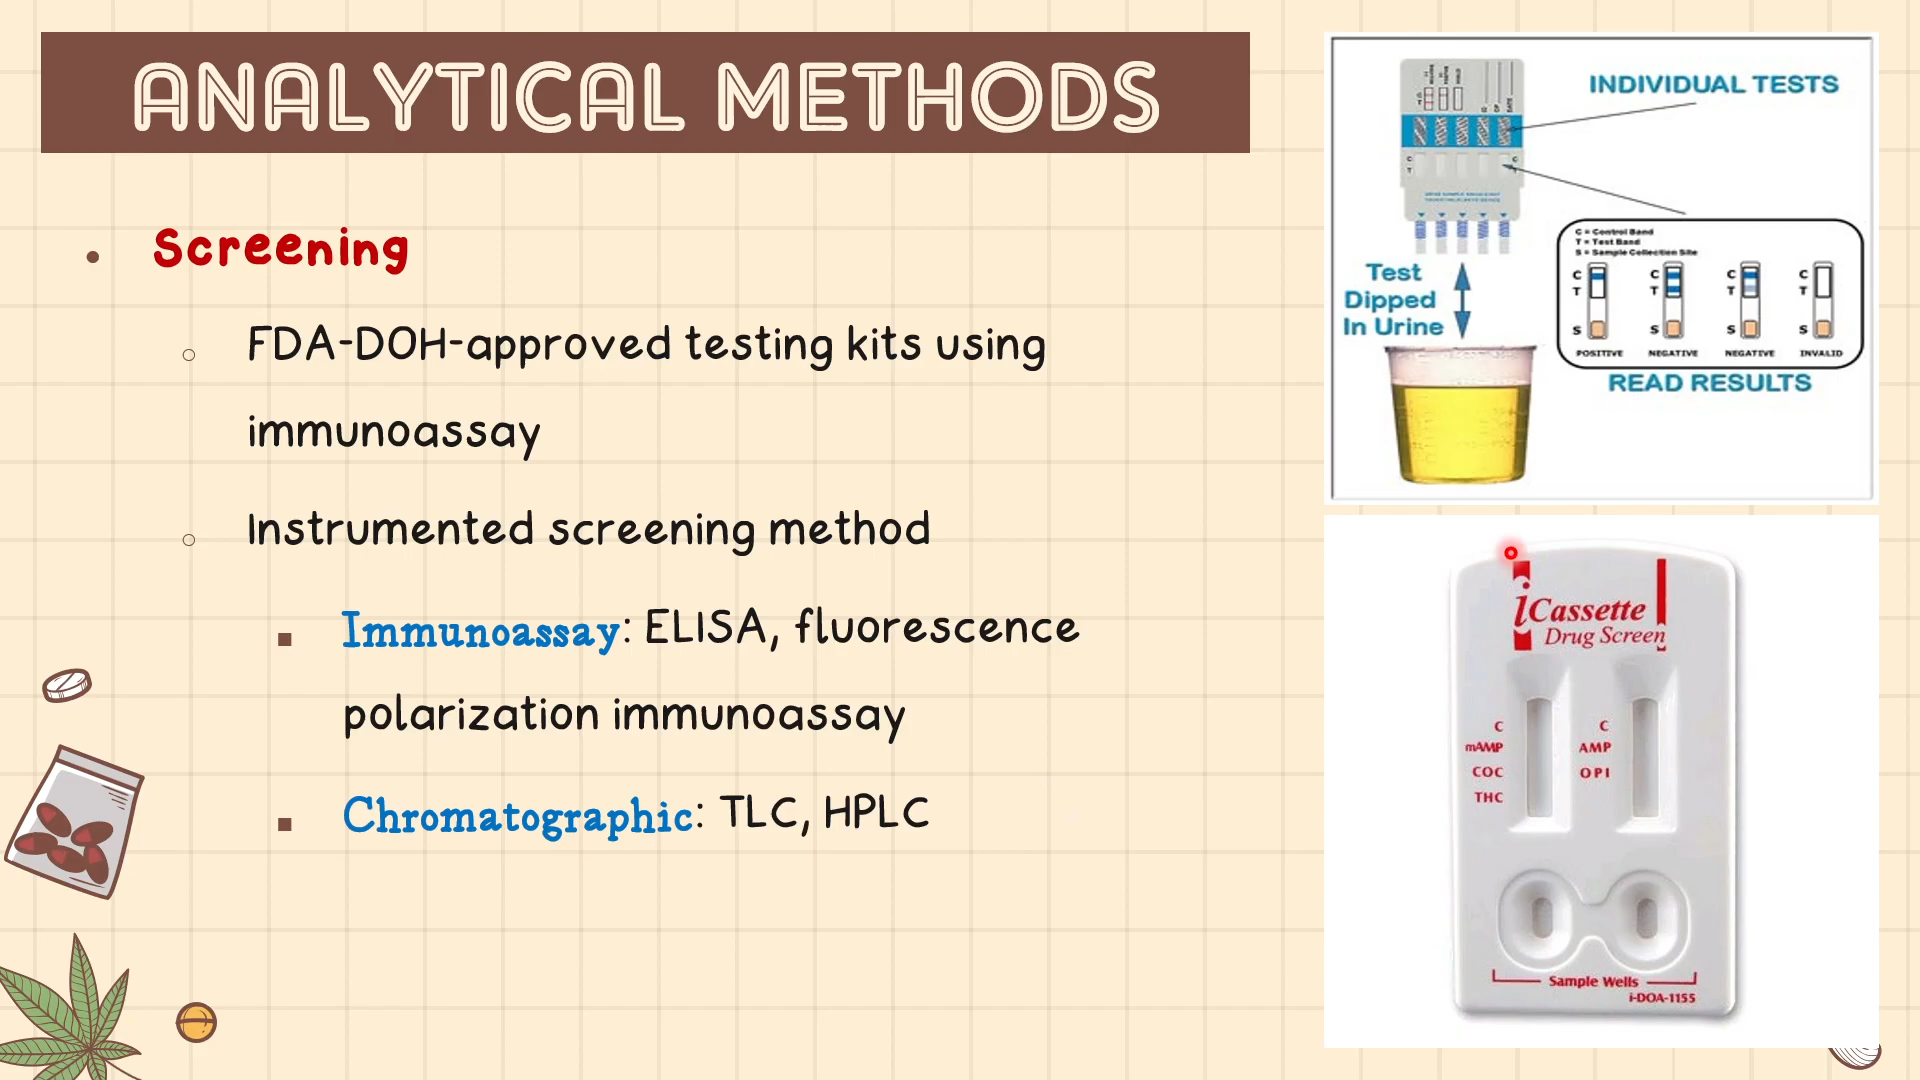 ANALYTICAL METHODS
• Screening
○ FDA-DOH-approved testing kits using
immunoassay
○ Instrumented screening method
■ Immunoassay: ELISA, fluorescence
polarization immunoassay
■ Chromatographic: TLC, HPLC
INDIVIDUAL TESTS
C
T
C
T
Test
Dipped
In Urine
C = Control Band
T = Test Band
S = Sample Collection Site
C C C C
T T T T
S S S S
POSITIVE NEGATIVE NEGATIVE INVALID
READ RESULTS
iCassette
Drug Screen
C C
mAMP AMP
COC OPI
THC
Sample Wells
i-DOA-1155